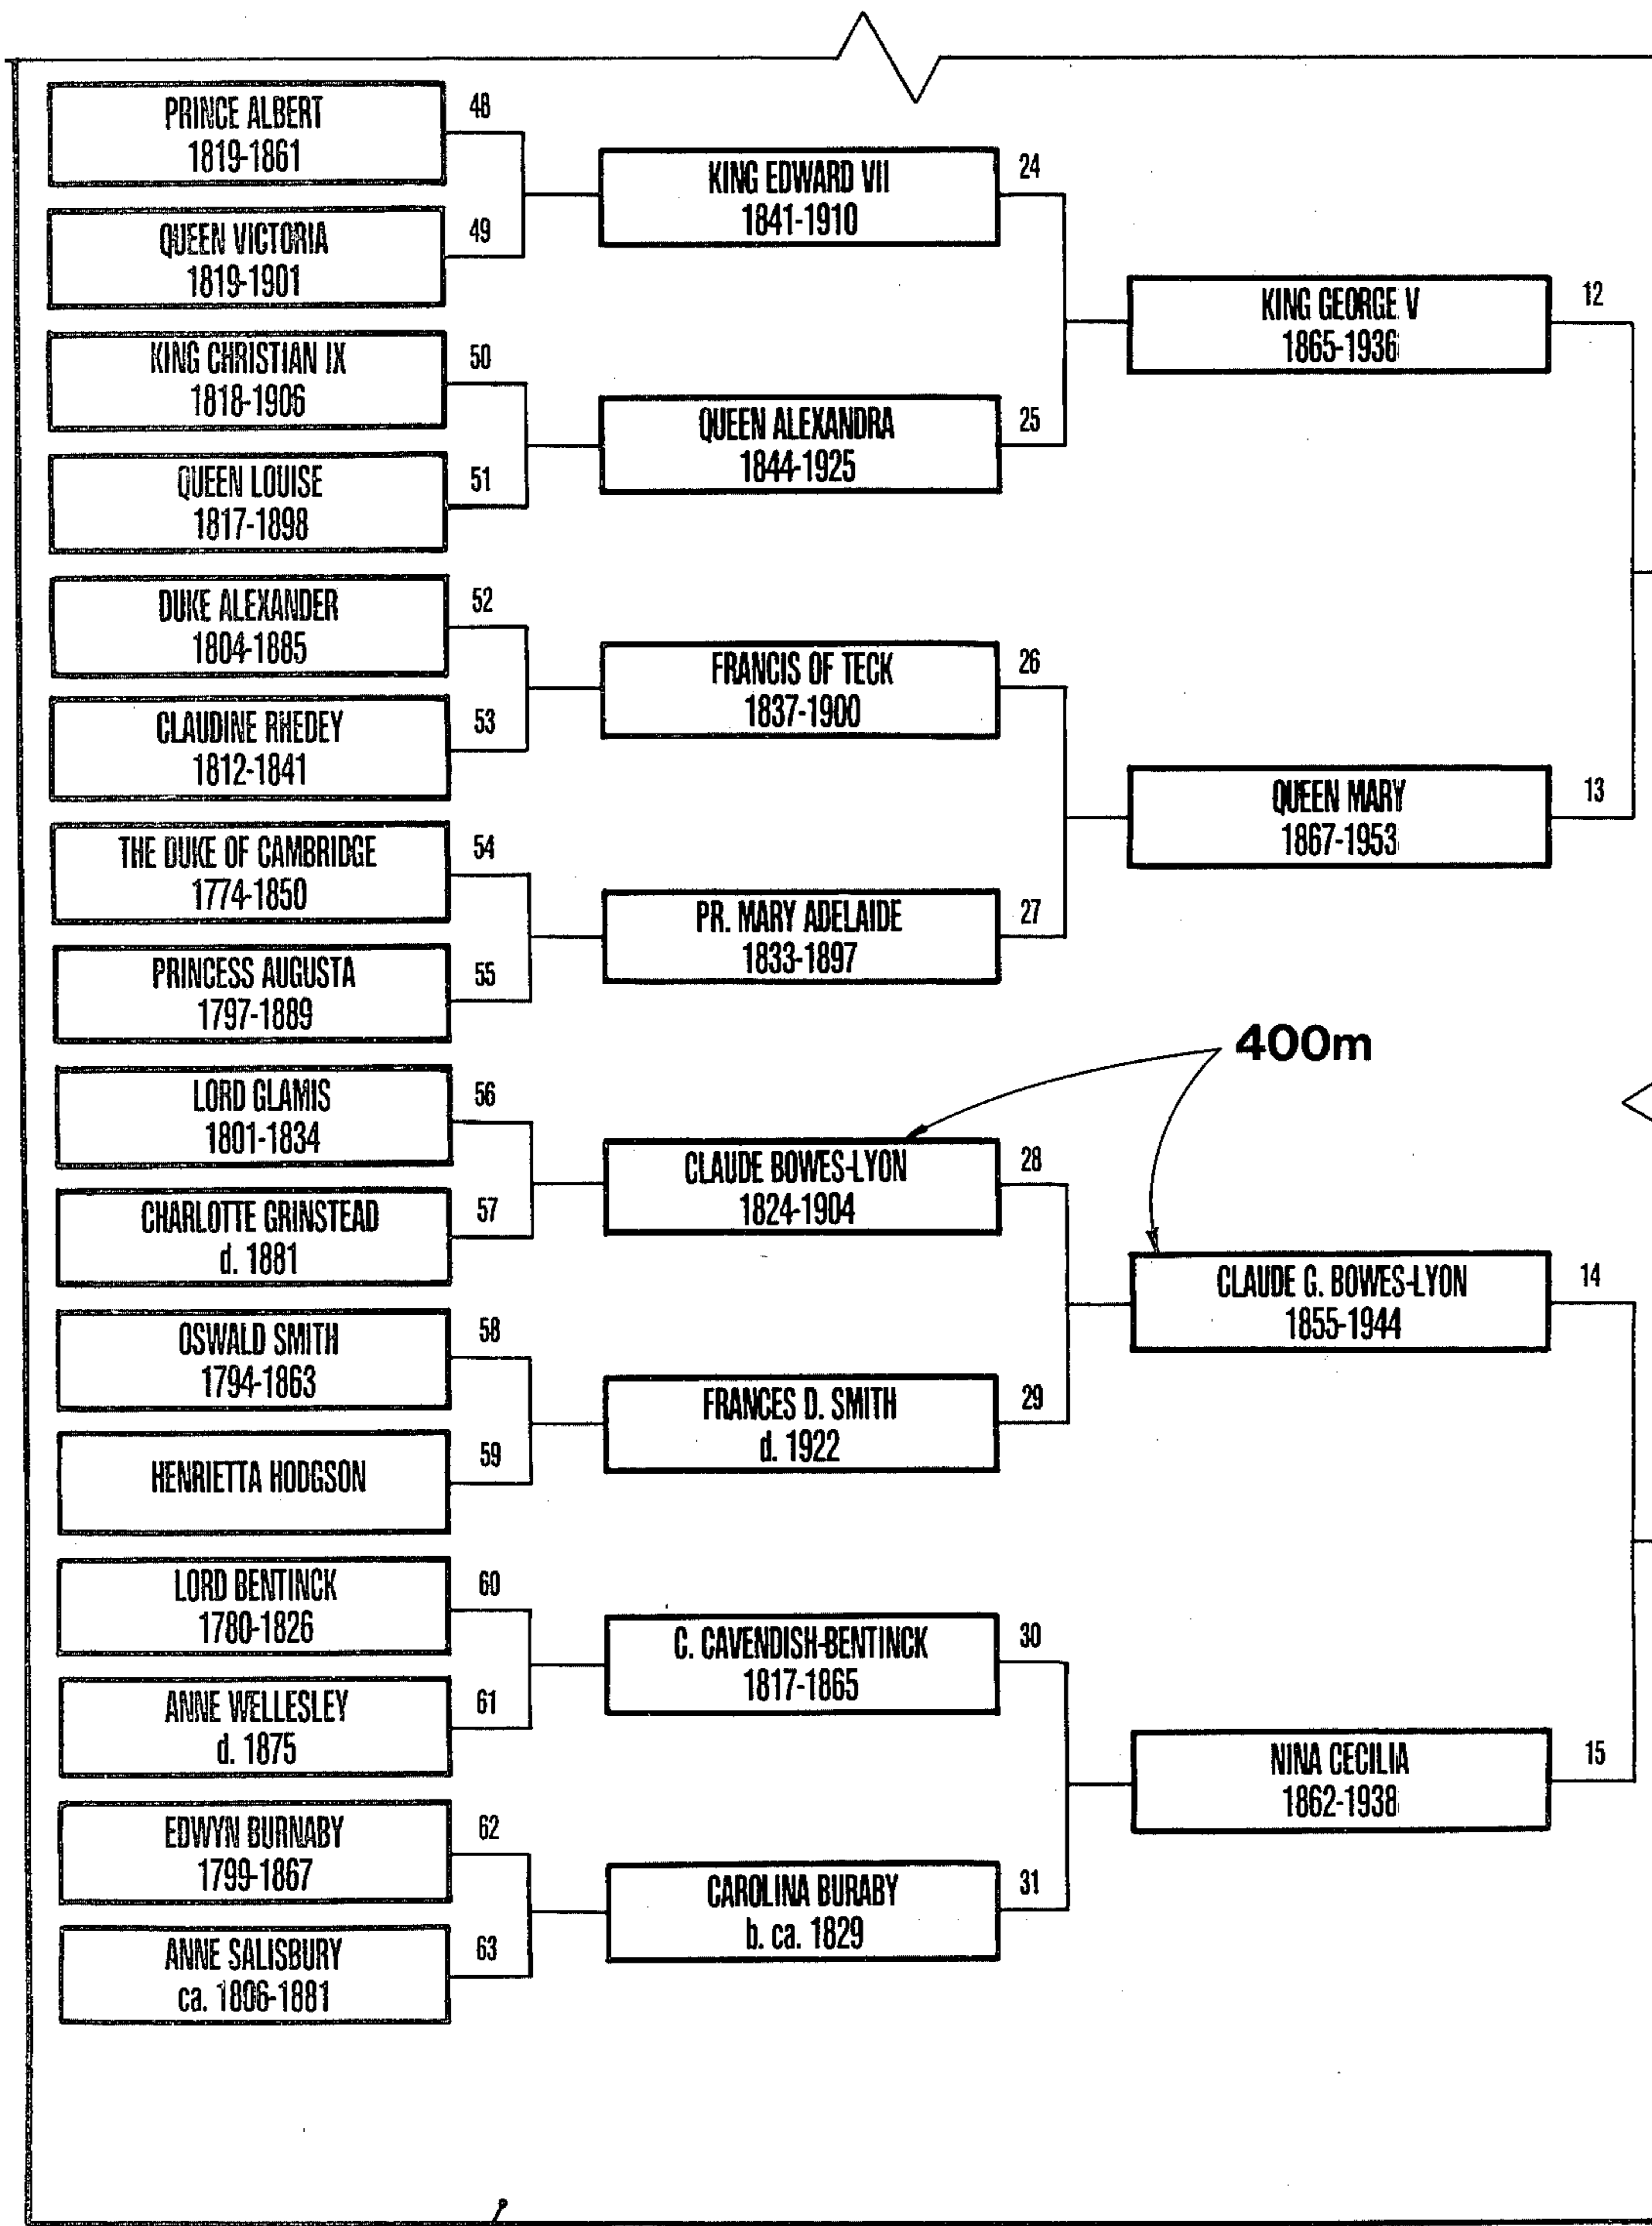 PRINCE ALBERT
1819-1861
48
QUEEN VICTORIA
1819-1901
49
KING CHRISTIAN IX
1818-1906
50
QUEEN LOUISE
1817-1898
51
DUKE ALEXANDER
1804-1885
52
CLAUDINE RHEDEY
1812-1841
53
THE DUKE OF CAMBRIDGE
1774-1850
54
PRINCESS AUGUSTA
1797-1889
55
LORD GLAMIS
1801-1834
56
CHARLOTTE GRINSTEAD
d. 1881
57
OSWALD SMITH
1794-1863
58
HENRIETTA HODGSON
59
LORD BENTINCK
1780-1826
60
ANNE WELLESLEY
d. 1875
61
EDWYN BURNABY
1799-1867
62
ANNE SALISBURY
ca. 1806-1881
63
KING EDWARD VII
1841-1910
24
QUEEN ALEXANDRA
1844-1925
25
FRANCIS OF TECK
1837-1900
26
PR. MARY ADELAIDE
1833-1897
27
CLAUDE BOWES-LYON
1824-1904
28
FRANCES D. SMITH
d. 1922
29
C. CAVENDISH-BENTINCK
1817-1865
30
CAROLINA BURABY
b. ca. 1829
31
KING GEORGE V
1865-1936
12
QUEEN MARY
1867-1953
13
400m
CLAUDE G. BOWES-LYON
1855-1944
14
NINA CECILIA
1862-1938
15